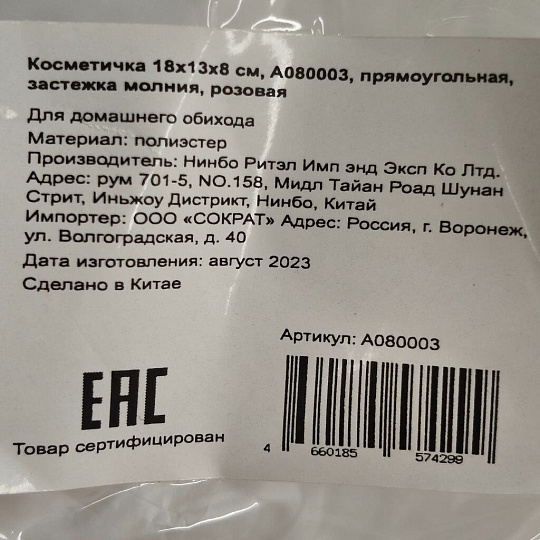 Косметичка 18х13х8 см, А080003, прямоугольная,
застежка молния, розовая
Для домашнего обихода
Материал: полиэстер
Производитель: Нинбо Ритэл Имп энд Эксп Ко Лтд.
Адрес: рум 701-5, NO.158, Мидл Тайан Роад Шунан
Стрит, Иньжоу Дистрикт, Нинбо, Китай
Импортер: ООО «СОКРАТ» Адрес: Россия, г. Воронеж,
ул. Волгоградская, д. 40
Дата изготовления: август 2023
Сделано в Китае
Артикул: А080003
EAC
Товар сертифицирован
4 660185 574299